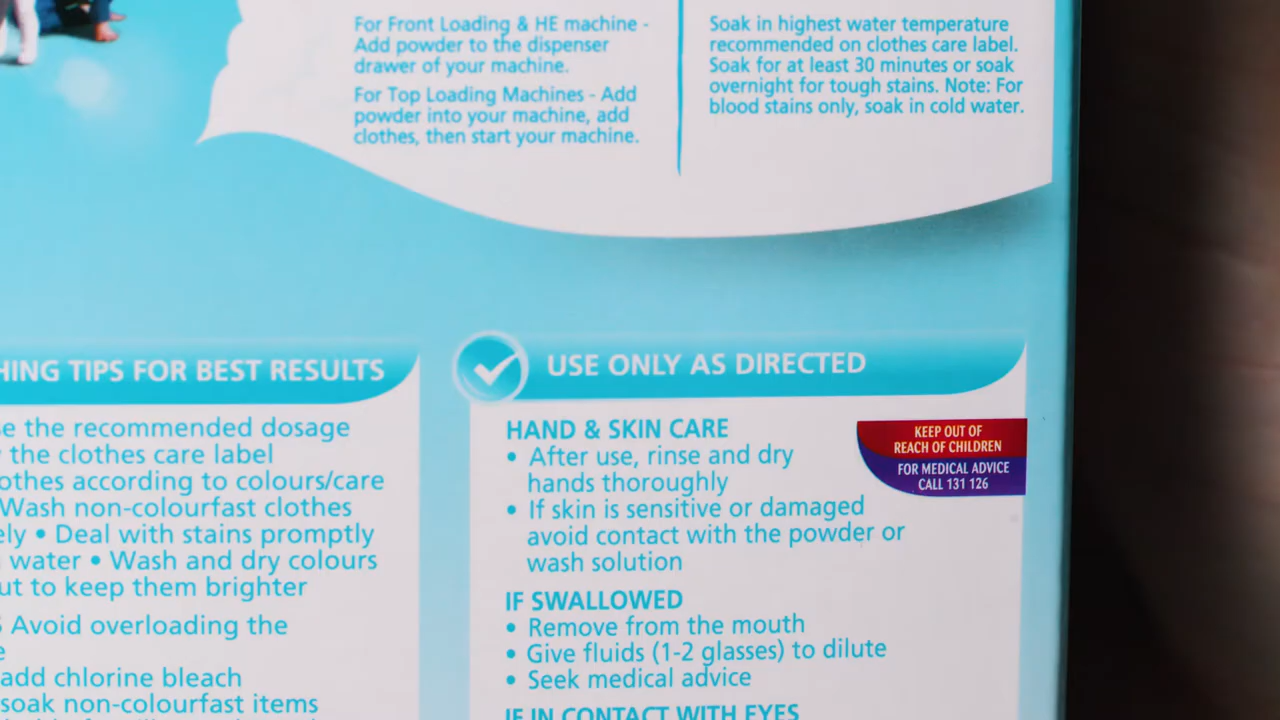 For Front Loading & HE machine -
Add powder to the dispenser
drawer of your machine.
For Top Loading Machines - Add
powder into your machine, add
clothes, then start your machine.
Soak in highest water temperature
recommended on clothes care label.
Soak for at least 30 minutes or soak
overnight for tough stains. Note: For
blood stains only, soak in cold water.
HING TIPS FOR BEST RESULTS
e the recommended dosage
the clothes care label
othes according to colours/care
Wash non-colourfast clothes
ely • Deal with stains promptly
water • Wash and dry colours
ut to keep them brighter
Avoid overloading the
e
add chlorine bleach
soak non-colourfast items
USE ONLY AS DIRECTED
HAND & SKIN CARE
• After use, rinse and dry
hands thoroughly
• If skin is sensitive or damaged
avoid contact with the powder or
wash solution
KEEP OUT OF
REACH OF CHILDREN
FOR MEDICAL ADVICE
CALL 131 126
IF SWALLOWED
• Remove from the mouth
• Give fluids (1-2 glasses) to dilute
• Seek medical advice
IF IN CONTACT WITH EYES